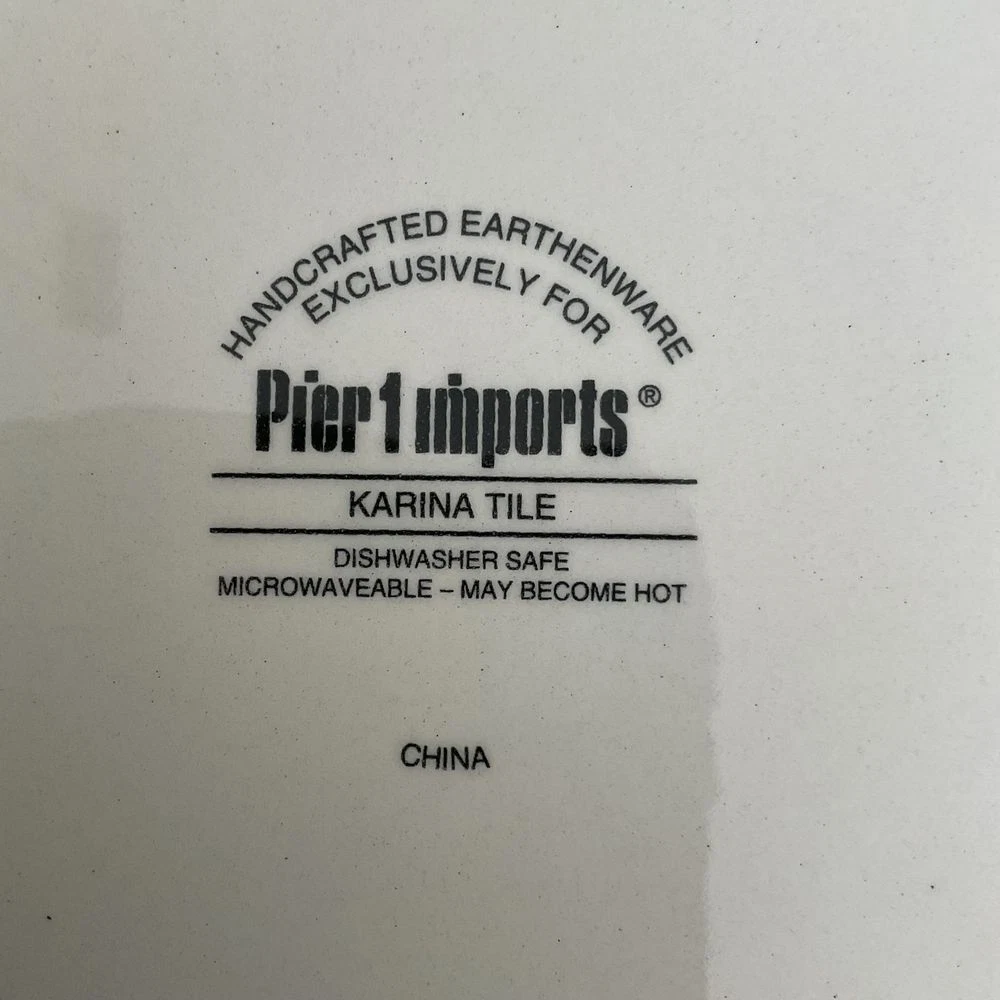 HANDCRAFTED EARTHENWARE
EXCLUSIVELY FOR
Pier 1 imports®
KARINA TILE
DISHWASHER SAFE
MICROWAVEABLE – MAY BECOME HOT
CHINA